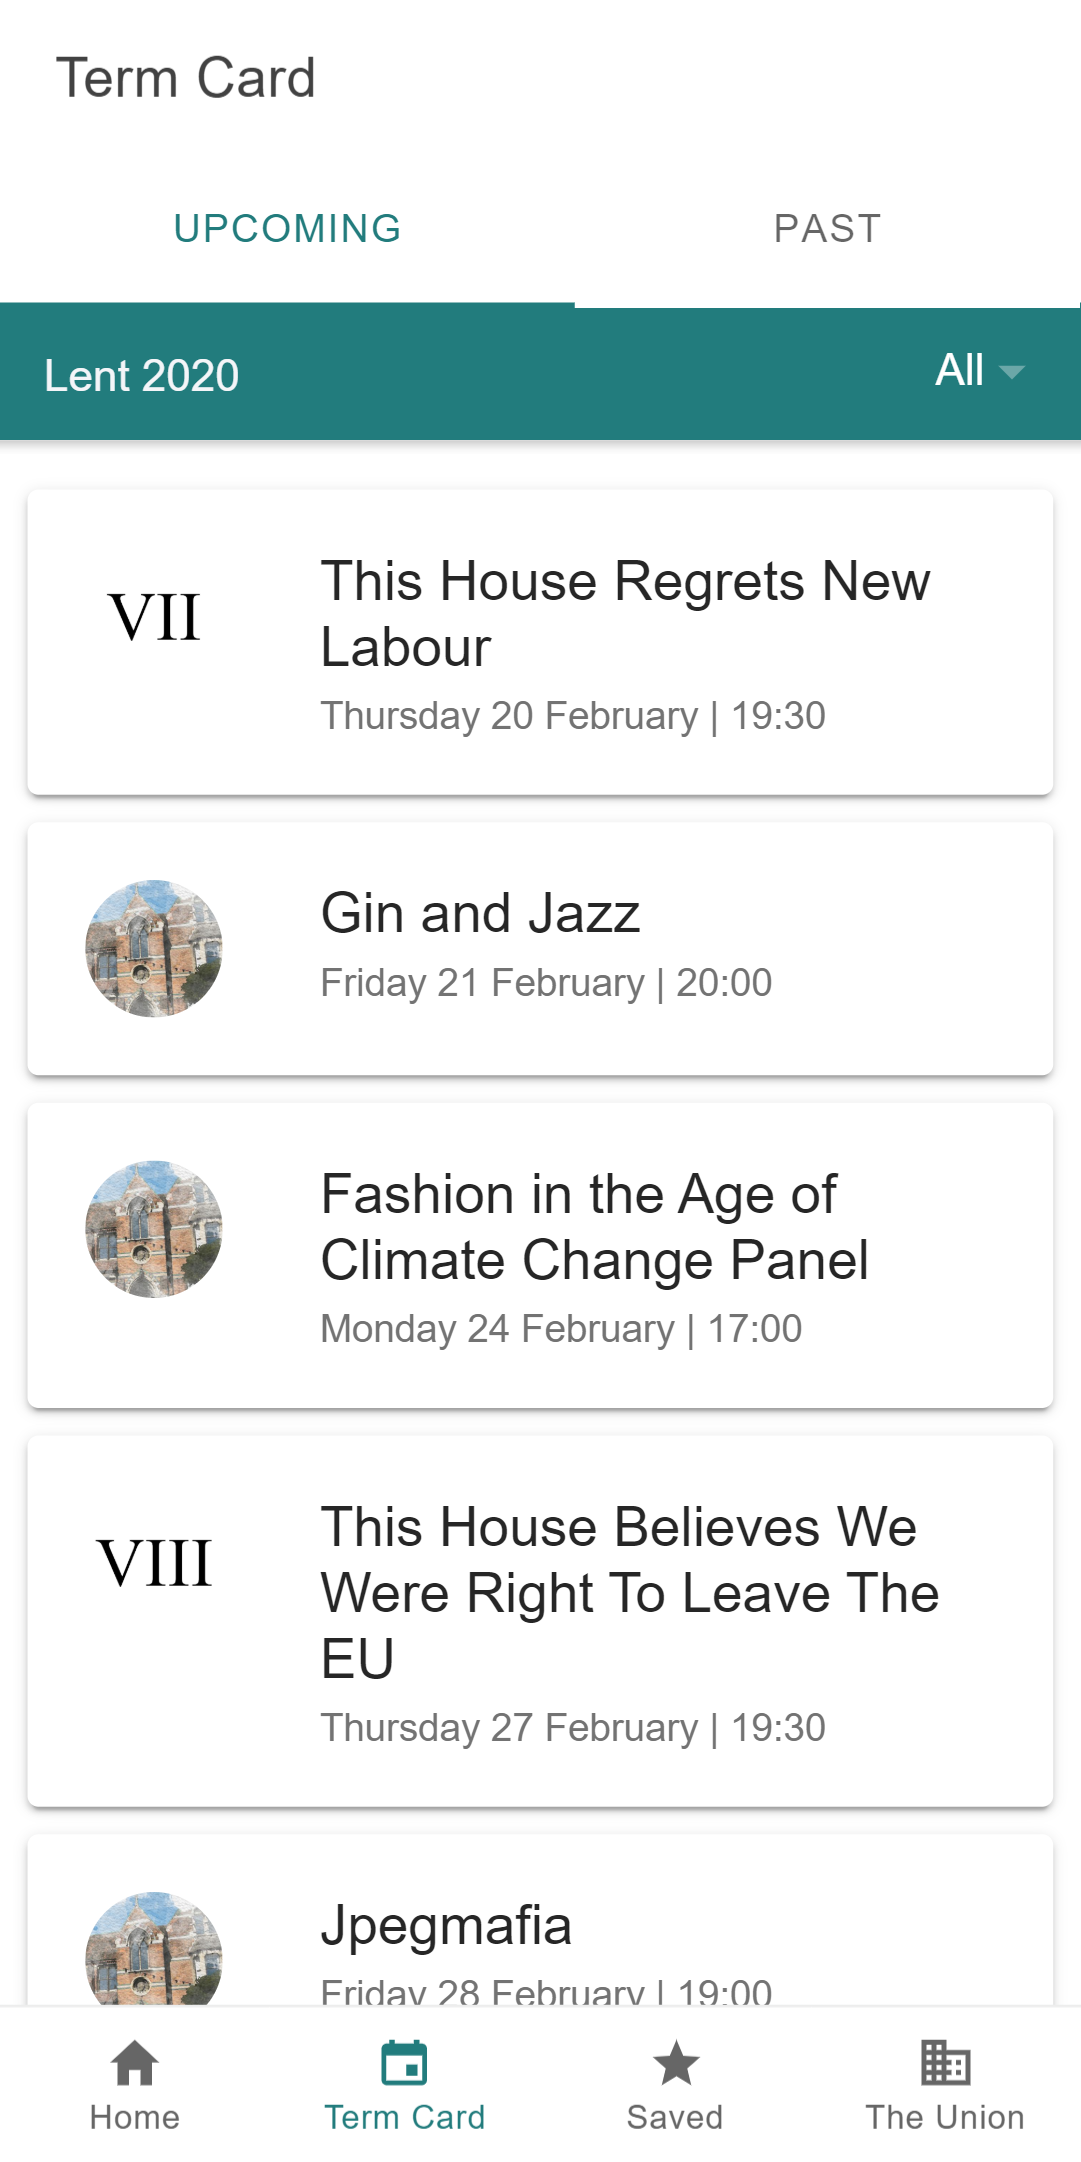 Term Card
UPCOMING
PAST
Lent 2020
All
VII
This House Regrets New
Labour
Thursday 20 February | 19:30
Gin and Jazz
Friday 21 February | 20:00
Fashion in the Age of
Climate Change Panel
Monday 24 February | 17:00
VIII
This House Believes We
Were Right To Leave The
EU
Thursday 27 February | 19:30
Jpegmafia
Friday 28 February | 19:00
Home
Term Card
Saved
The Union